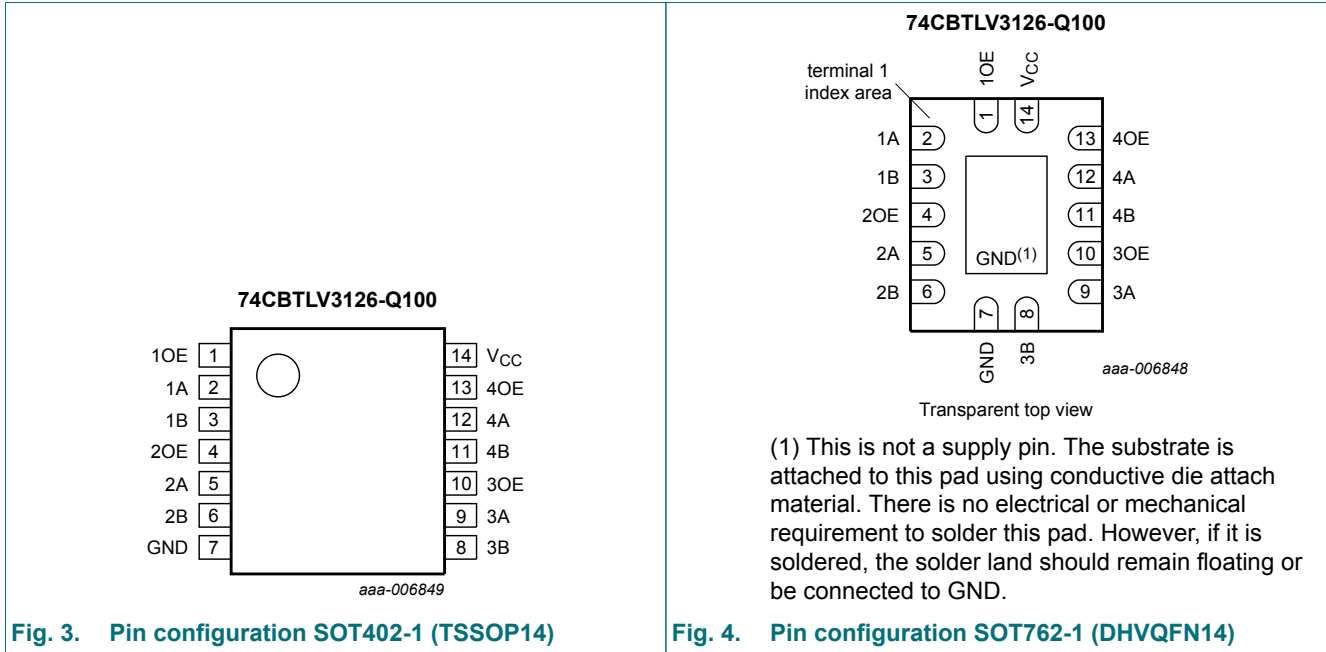 74CBTLV3126-Q100
1OE 1
1A 2
1B 3
2OE 4
2A 5
2B 6
GND 7
14 VCC
13 4OE
12 4A
11 4B
10 3OE
9 3A
8 3B
aaa-006849
Fig. 3. Pin configuration SOT402-1 (TSSOP14)
74CBTLV3126-Q100
terminal 1
index area
1OE
VCC
1
14
1A 2
1B 3
2OE 4
2A 5
2B 6
13 4OE
12 4A
11 4B
10 3OE
9 3A
GND(1)
7
8
GND
3B
aaa-006848
Transparent top view
(1) This is not a supply pin. The substrate is
attached to this pad using conductive die attach
material. There is no electrical or mechanical
requirement to solder this pad. However, if it is
soldered, the solder land should remain floating or
be connected to GND.
Fig. 4. Pin configuration SOT762-1 (DHVQFN14)